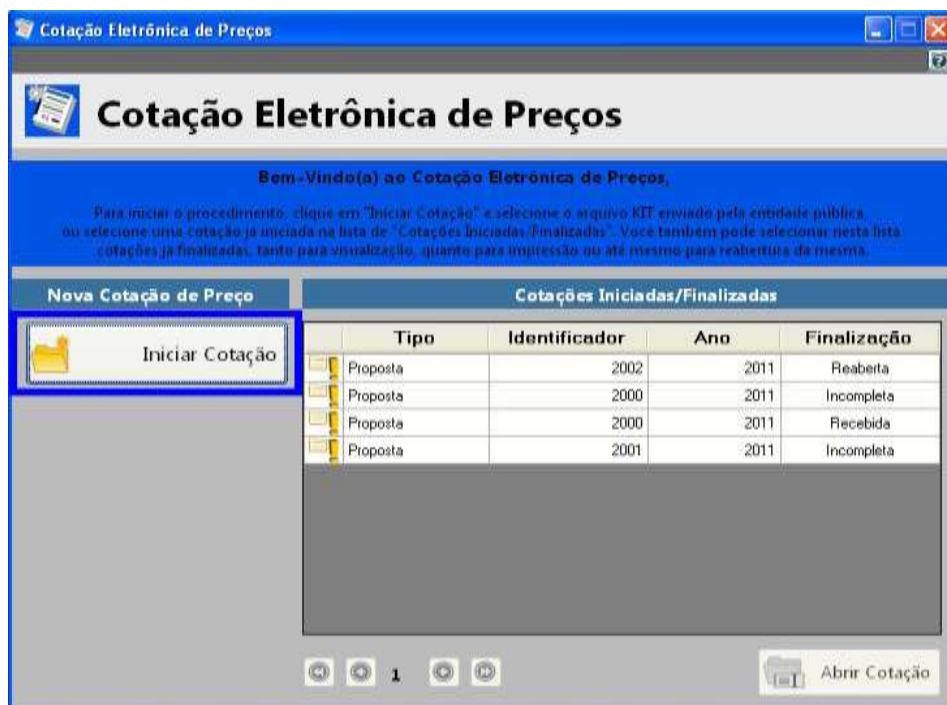 Cotação Eletrônica de Preços
Cotação Eletrônica de Preços
Bem-Vindo(a) ao Cotação Eletrônica de Preços,
Para iniciar o procedimento, clique em "Iniciar Cotação" e selecione o arquivo KIT enviado pela entidade pública,
ou selecione uma cotação já iniciada na lista de "Cotações Iniciadas/Finalizadas". Você também pode selecionar nesta lista
cotações já finalizadas, tanto para visualização, quanto para impressão ou até mesmo para reabertura da mesma.
Nova Cotação de Preço
Cotações Iniciadas/Finalizadas
Iniciar Cotação
Tipo Identificador Ano Finalização
Proposta 2002 2011 Reaberta
Proposta 2000 2011 Incompleta
Proposta 2000 2011 Recebida
Proposta 2001 2011 Incompleta
1
Abrir Cotação